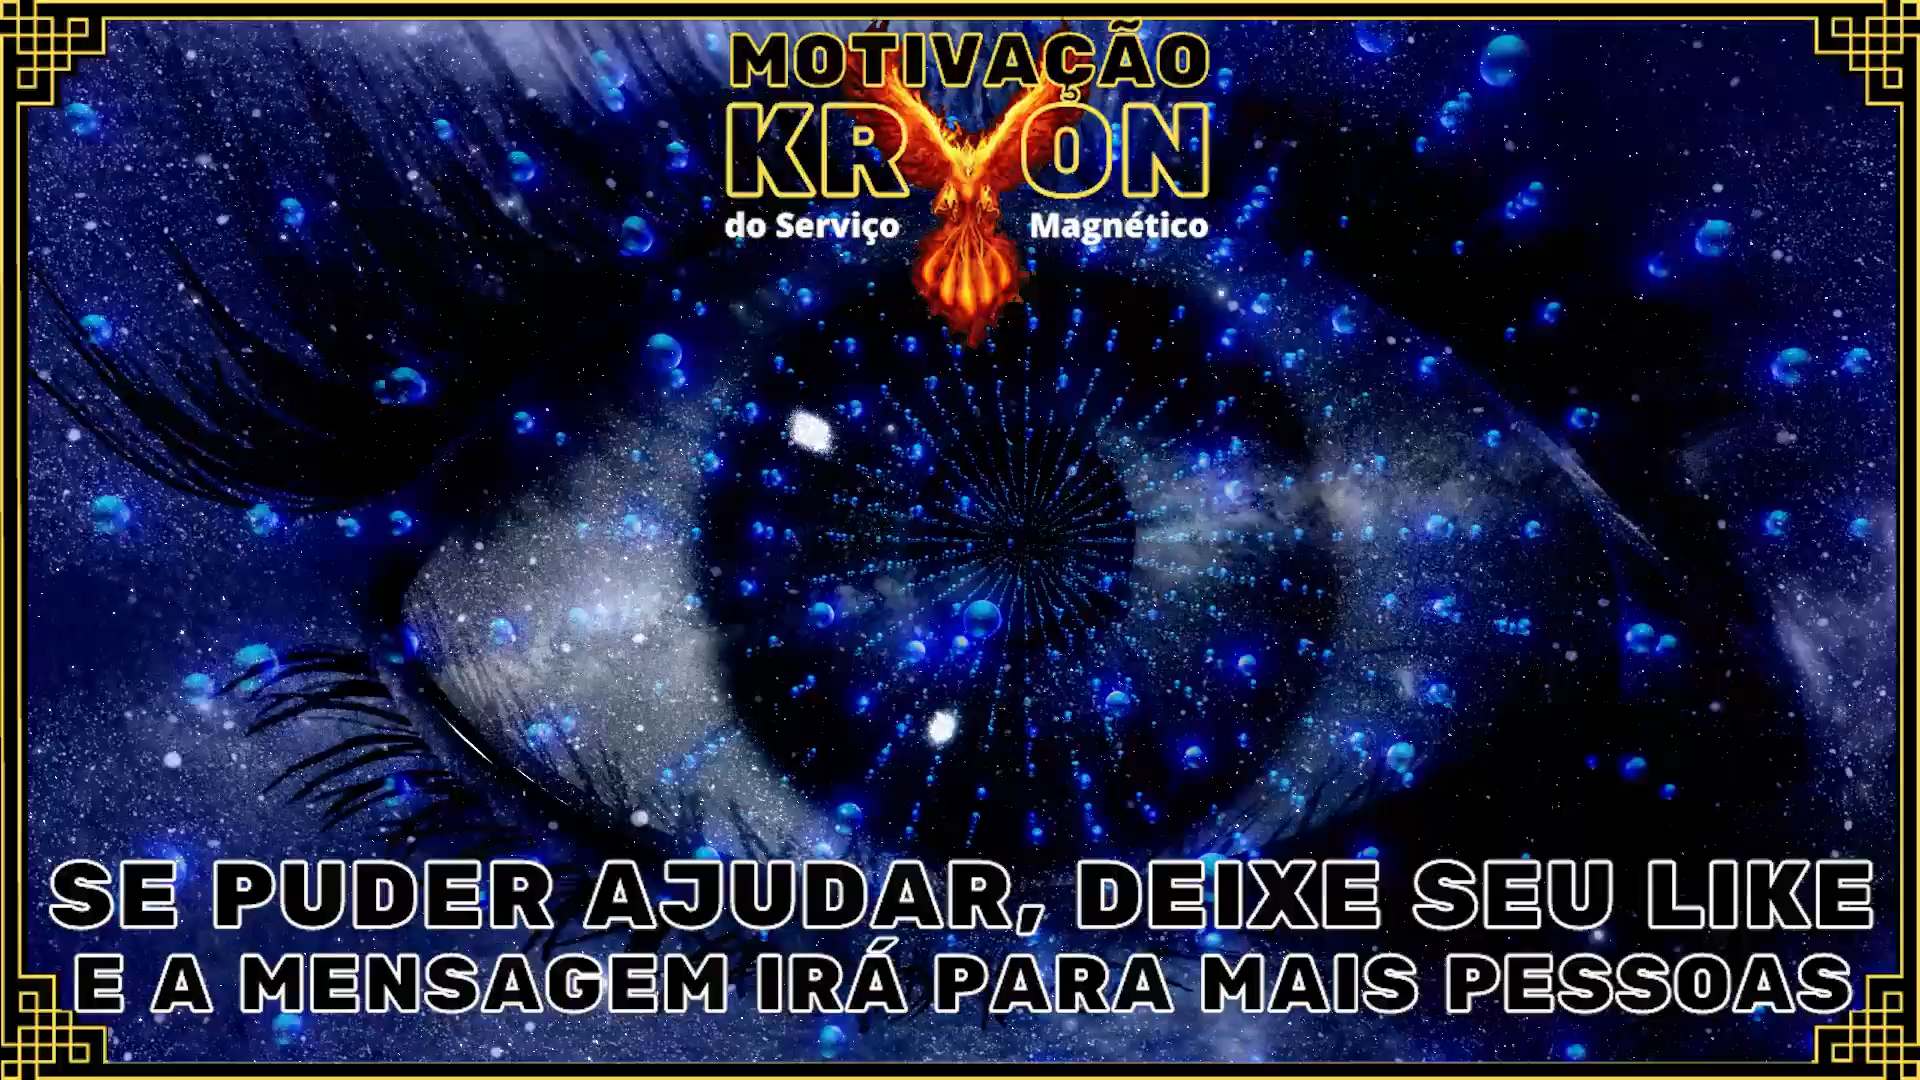 MOTIVAÇÃO
KRYON
do Serviço Magnético
SE PUDER AJUDAR, DEIXE SEU LIKE
E A MENSAGEM IRÁ PARA MAIS PESSOAS